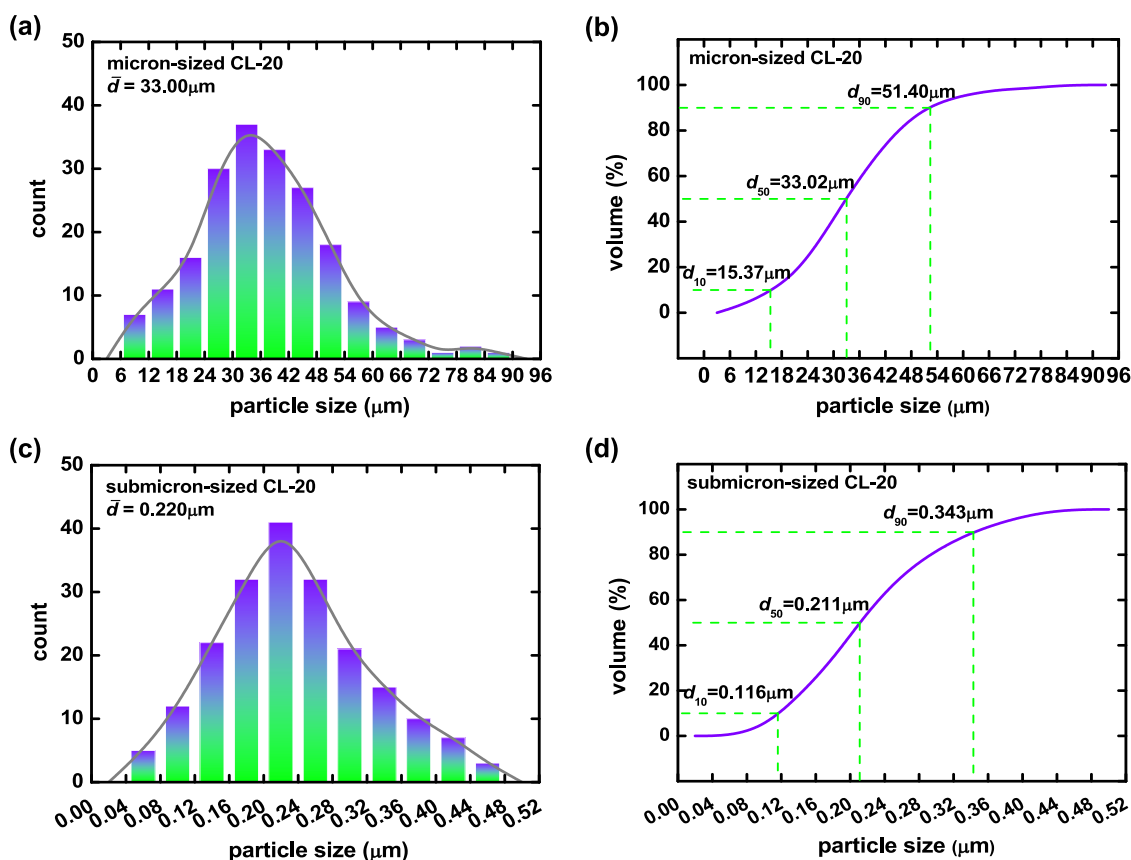 (a)
50
40
30
20
10
0
count
micron-sized CL-20
d̄ = 33.00μm
0 6 12 18 24 30 36 42 48 54 60 66 72 78 84 90 96
particle size (μm)
(b)
100
80
60
40
20
0
volume (%)
micron-sized CL-20
d90=51.40μm
d50=33.02μm
d10=15.37μm
0 6 12 18 24 30 36 42 48 54 60 66 72 78 84 90 96
particle size (μm)
(c)
50
40
30
20
10
0
count
submicron-sized CL-20
d̄ = 0.220μm
0.00 0.04 0.08 0.12 0.16 0.20 0.24 0.28 0.32 0.36 0.40 0.44 0.48 0.52
particle size (μm)
(d)
100
80
60
40
20
0
volume (%)
submicron-sized CL-20
d90=0.343μm
d50=0.211μm
d10=0.116μm
0.00 0.04 0.08 0.12 0.16 0.20 0.24 0.28 0.32 0.36 0.40 0.44 0.48 0.52
particle size (μm)